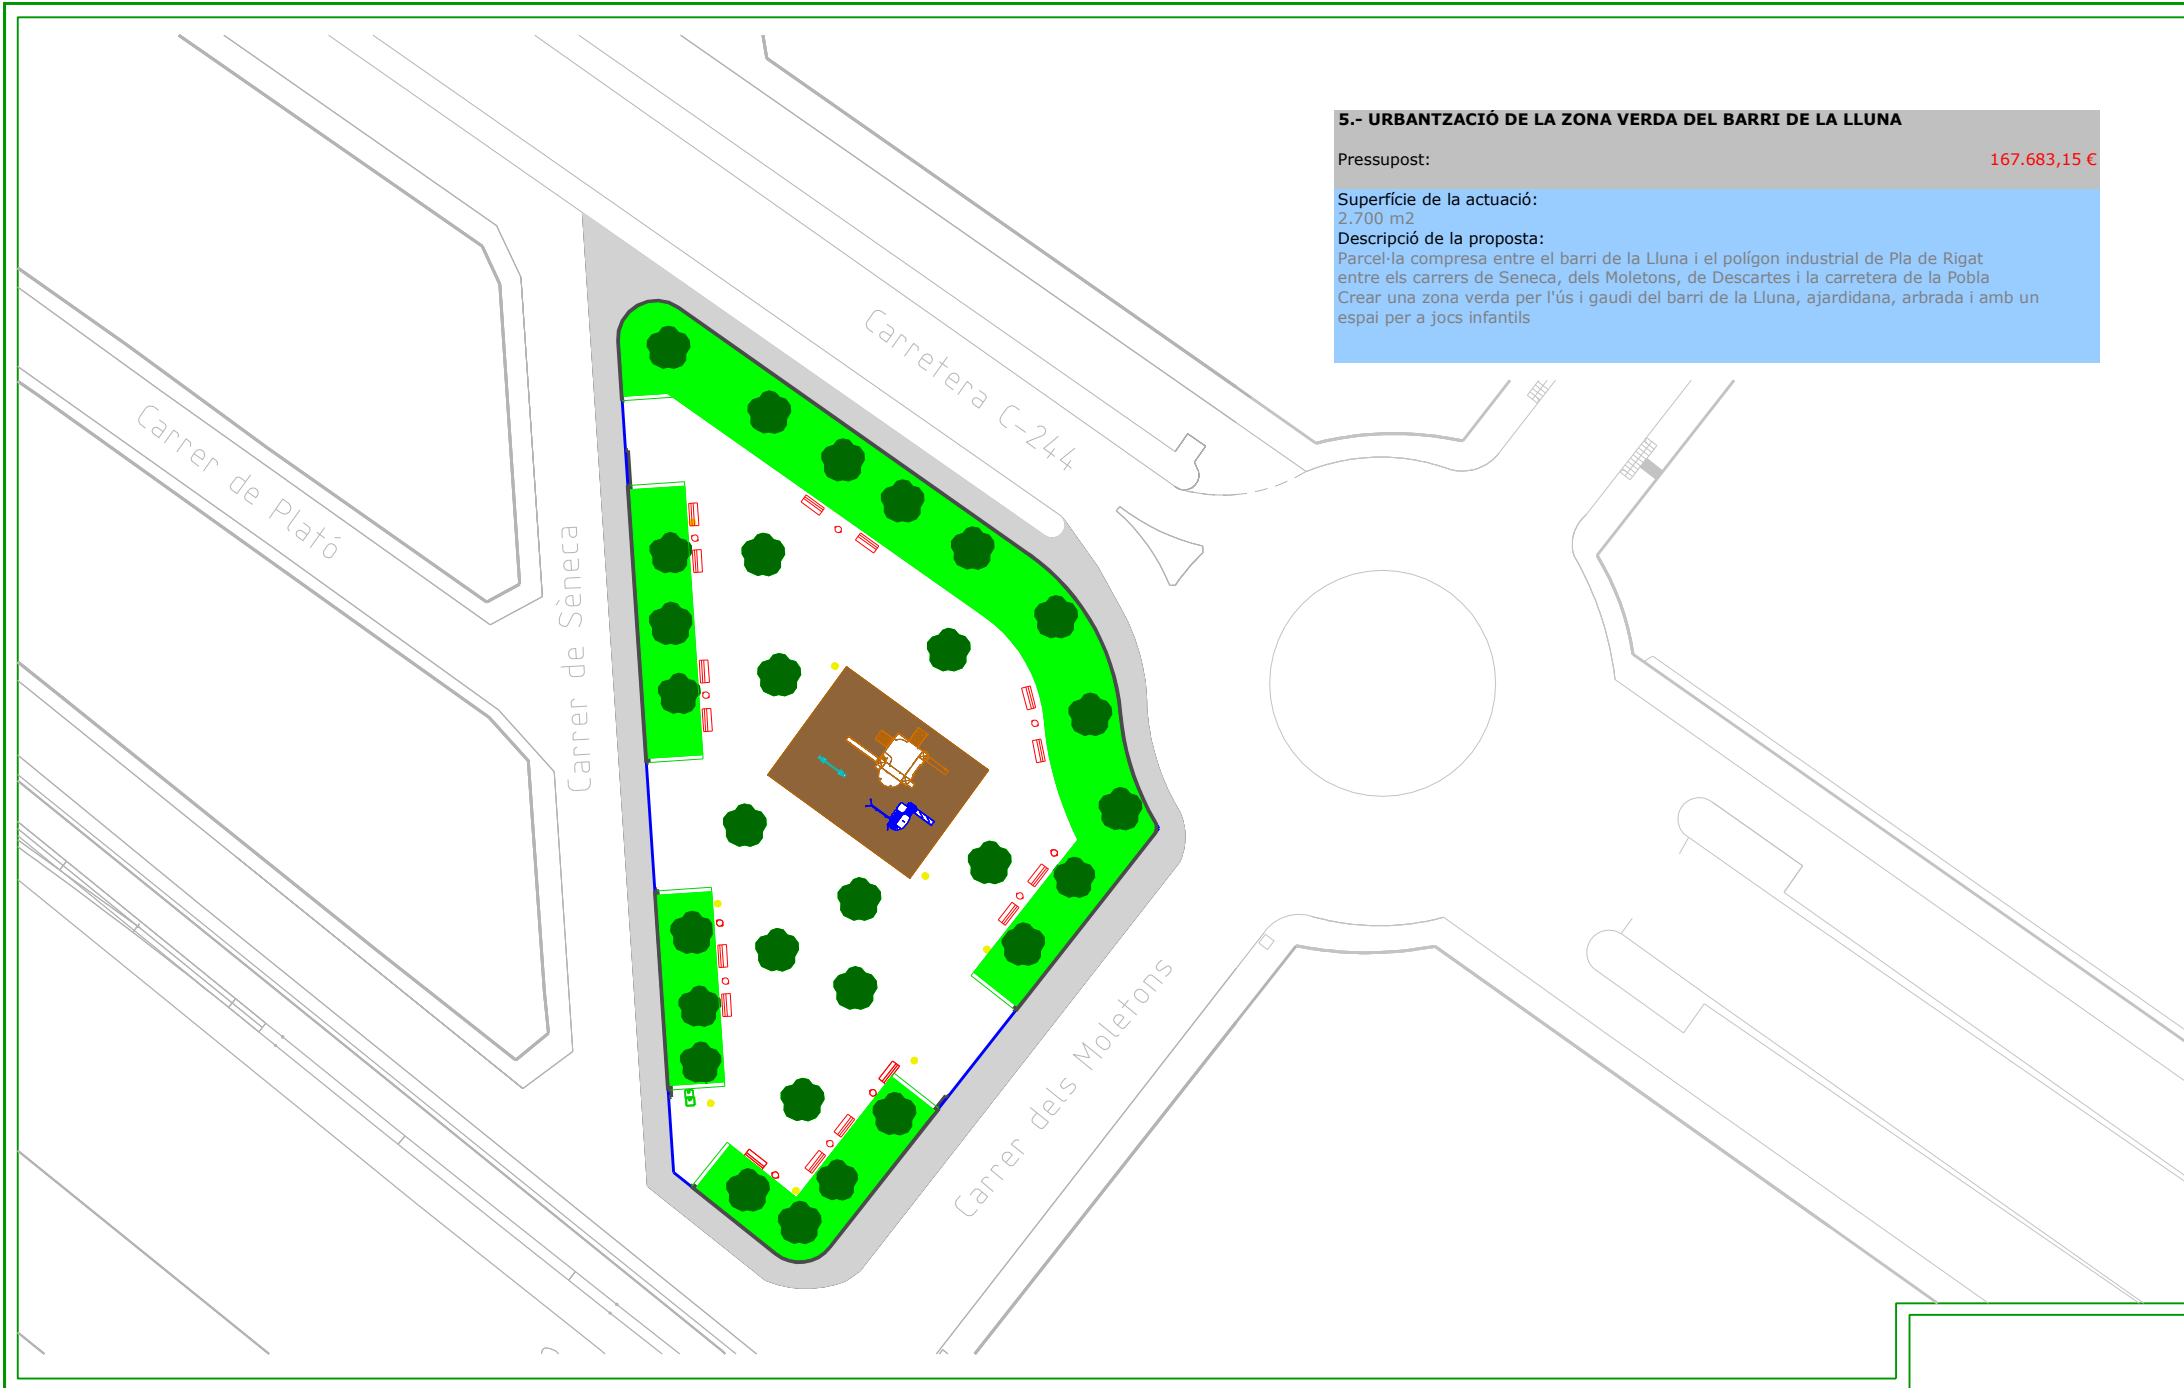 5.- URBANTZACIÓ DE LA ZONA VERDA DEL BARRI DE LA LLUNA
Pressupost: 167.683,15 €
Superfície de la actuació:
2.700 m2
Descripció de la proposta:
Parcel·la compresa entre el barri de la Lluna i el polígon industrial de Pla de Rigat
entre els carrers de Seneca, dels Moletons, de Descartes i la carretera de la Pobla
Crear una zona verda per l'ús i gaudi del barri de la Lluna, ajardidana, arbrada i amb un
espai per a jocs infantils
Carretera C-244
Carrer de Plató
Carrer de Sèneca
Carrer dels Moletons